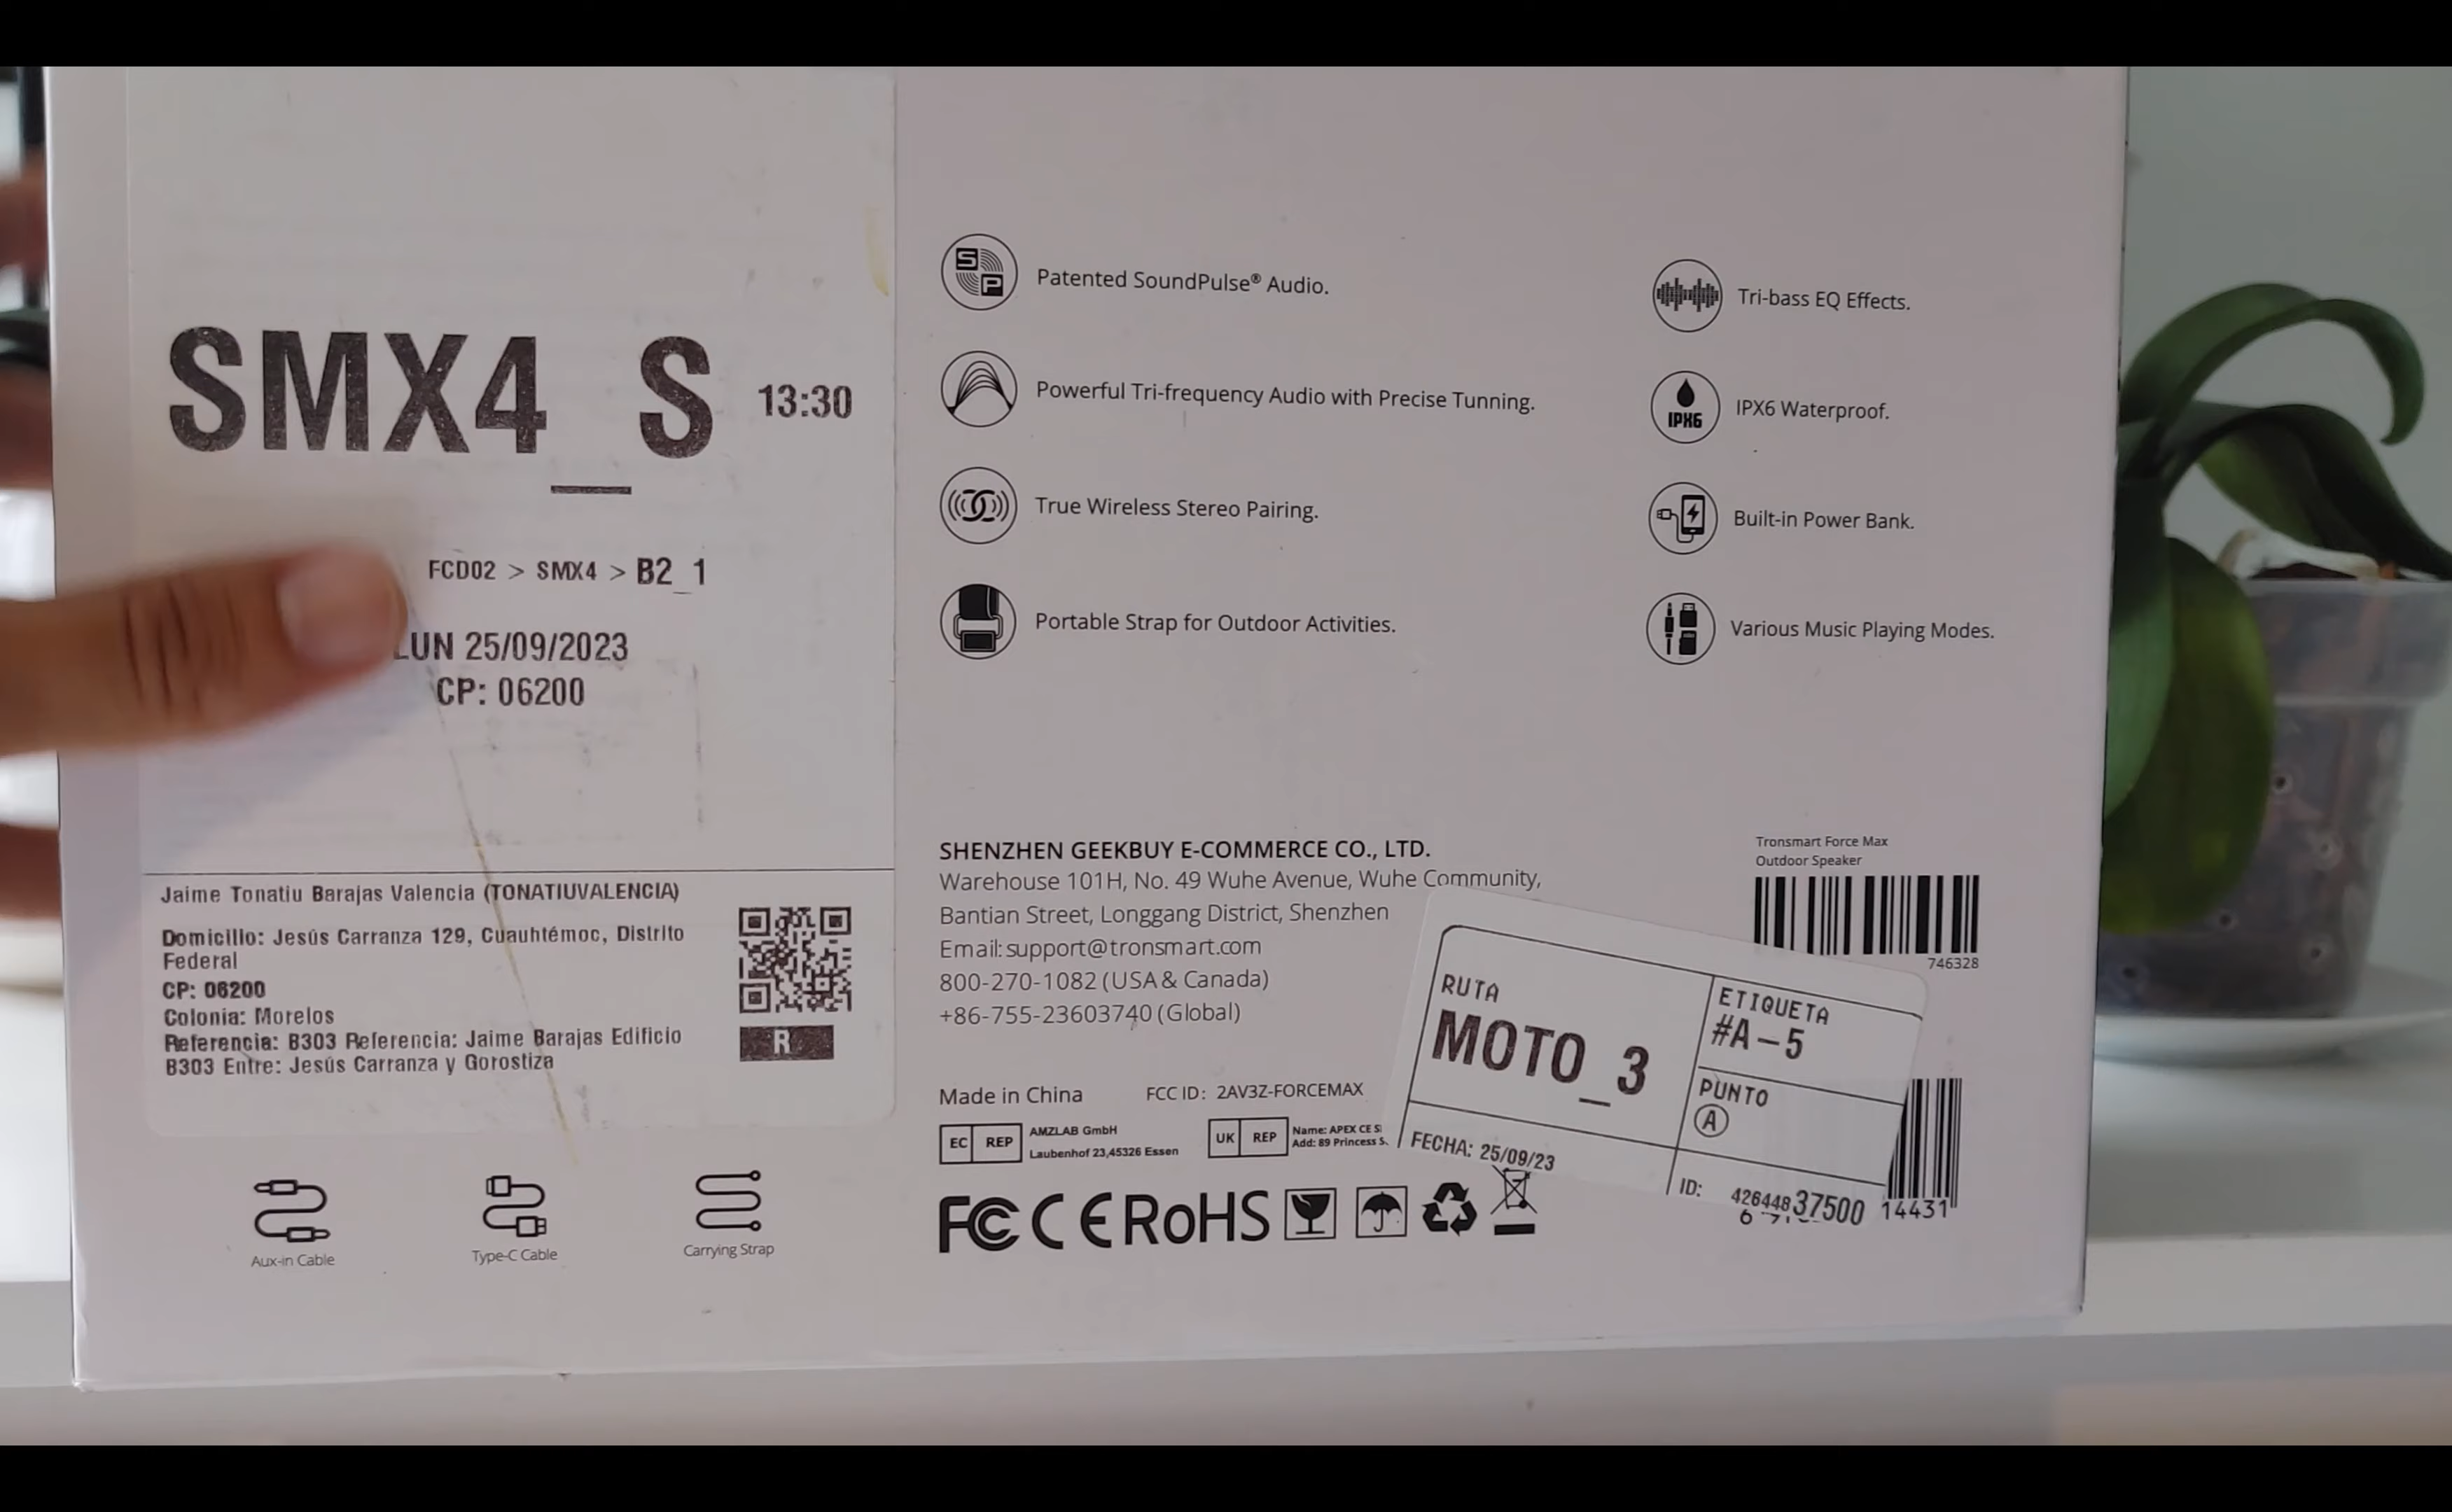 SMX4_S 13:30
FCD02 > SMX4 > B2_1
LUN 25/09/2023
CP: 06200
Jaime Tonatiu Barajas Valencia (TONATIUVALENCIA)
Domicilio: Jesús Carranza 129, Cuauhtémoc, Distrito
Federal
CP: 06200
Colonia: Morelos
Referencia: B303 Referencia: Jaime Barajas Edificio
B303 Entre: Jesús Carranza y Gorostiza
R
Aux-in Cable
Type-C Cable
Carrying Strap
SP
Patented SoundPulse® Audio.
Powerful Tri-frequency Audio with Precise Tunning.
True Wireless Stereo Pairing.
Portable Strap for Outdoor Activities.
Tri-bass EQ Effects.
IPX6
IPX6 Waterproof.
Built-in Power Bank.
Various Music Playing Modes.
SHENZHEN GEEKBUY E-COMMERCE CO., LTD.
Warehouse 101H, No. 49 Wuhe Avenue, Wuhe Community,
Bantian Street, Longgang District, Shenzhen
Email: support@tronsmart.com
800-270-1082 (USA & Canada)
+86-755-23603740 (Global)
Made in China FCC ID: 2AV3Z-FORCEMAX
EC REP
AMZLAB GmbH
Laubenhof 23,45326 Essen
UK REP
Name: APEX CE
Add: 89 Princess
FC CE RoHS
Tronsmart Force Max
Outdoor Speaker
746328
RUTA
MOTO_3
ETIQUETA
#A-5
PUNTO
A
FECHA: 25/09/23
ID: 42644837500
14431